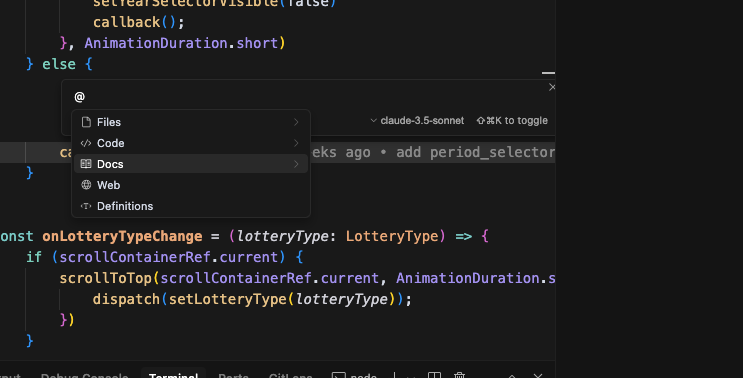 setYearSelectorVisible(false)
callback();
}, AnimationDuration.short)
} else {
@
claude-3.5-sonnet ⇧⌘K to toggle
Files
Code
Docs
Web
Definitions
ca
eks ago • add period_selector
}
onst onLotteryTypeChange = (lotteryType: LotteryType) => {
if (scrollContainerRef.current) {
scrollToTop(scrollContainerRef.current, AnimationDuration.s
dispatch(setLotteryType(lotteryType));
})
}
Debug Console Terminal Ports GitLens node